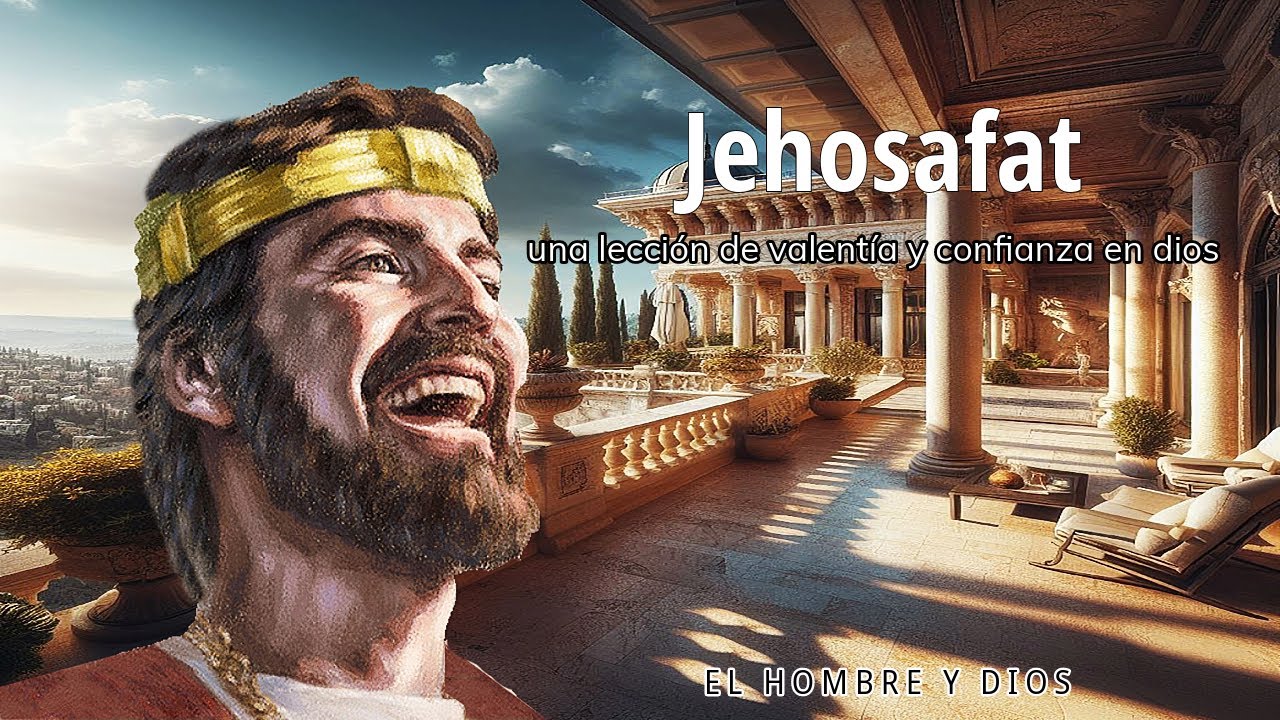 Jehosafat
una lección de valentía y confianza en dios
EL HOMBRE Y DIOS